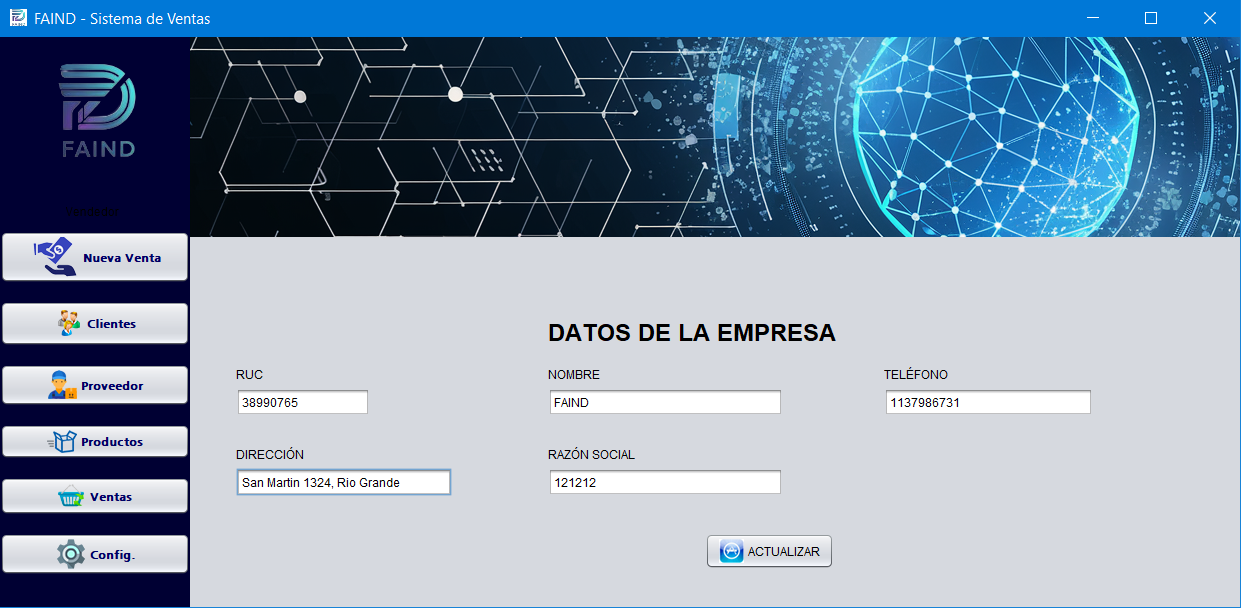 FAIND - Sistema de Ventas
FAIND
Nueva Venta
Clientes
Proveedor
Productos
Ventas
Config.
DATOS DE LA EMPRESA
RUC
NOMBRE
TELÉFONO
38990765
FAIND
1137986731
DIRECCIÓN
RAZÓN SOCIAL
San Martin 1324, Rio Grande
121212
ACTUALIZAR